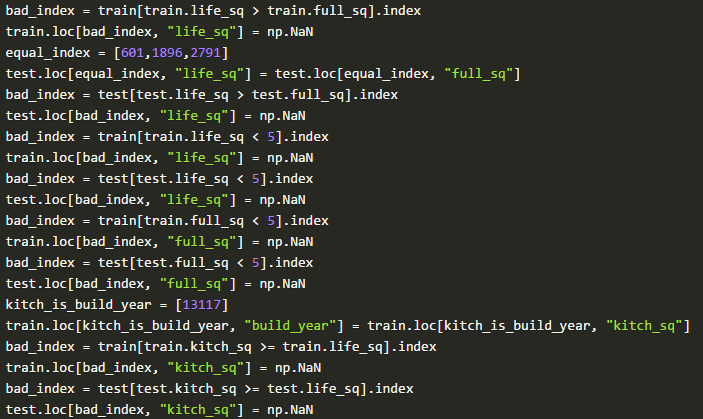 bad_index = train[train.life_sq > train.full_sq].index
train.loc[bad_index, "life_sq"] = np.NaN
equal_index = [601,1896,2791]
test.loc[equal_index, "life_sq"] = test.loc[equal_index, "full_sq"]
bad_index = test[test.life_sq > test.full_sq].index
test.loc[bad_index, "life_sq"] = np.NaN
bad_index = train[train.life_sq < 5].index
train.loc[bad_index, "life_sq"] = np.NaN
bad_index = test[test.life_sq < 5].index
test.loc[bad_index, "life_sq"] = np.NaN
bad_index = train[train.full_sq < 5].index
train.loc[bad_index, "full_sq"] = np.NaN
bad_index = test[test.full_sq < 5].index
test.loc[bad_index, "full_sq"] = np.NaN
kitch_is_build_year = [13117]
train.loc[kitch_is_build_year, "build_year"] = train.loc[kitch_is_build_year, "kitch_sq"]
bad_index = train[train.kitch_sq >= train.life_sq].index
train.loc[bad_index, "kitch_sq"] = np.NaN
bad_index = test[test.kitch_sq >= test.life_sq].index
test.loc[bad_index, "kitch_sq"] = np.NaN